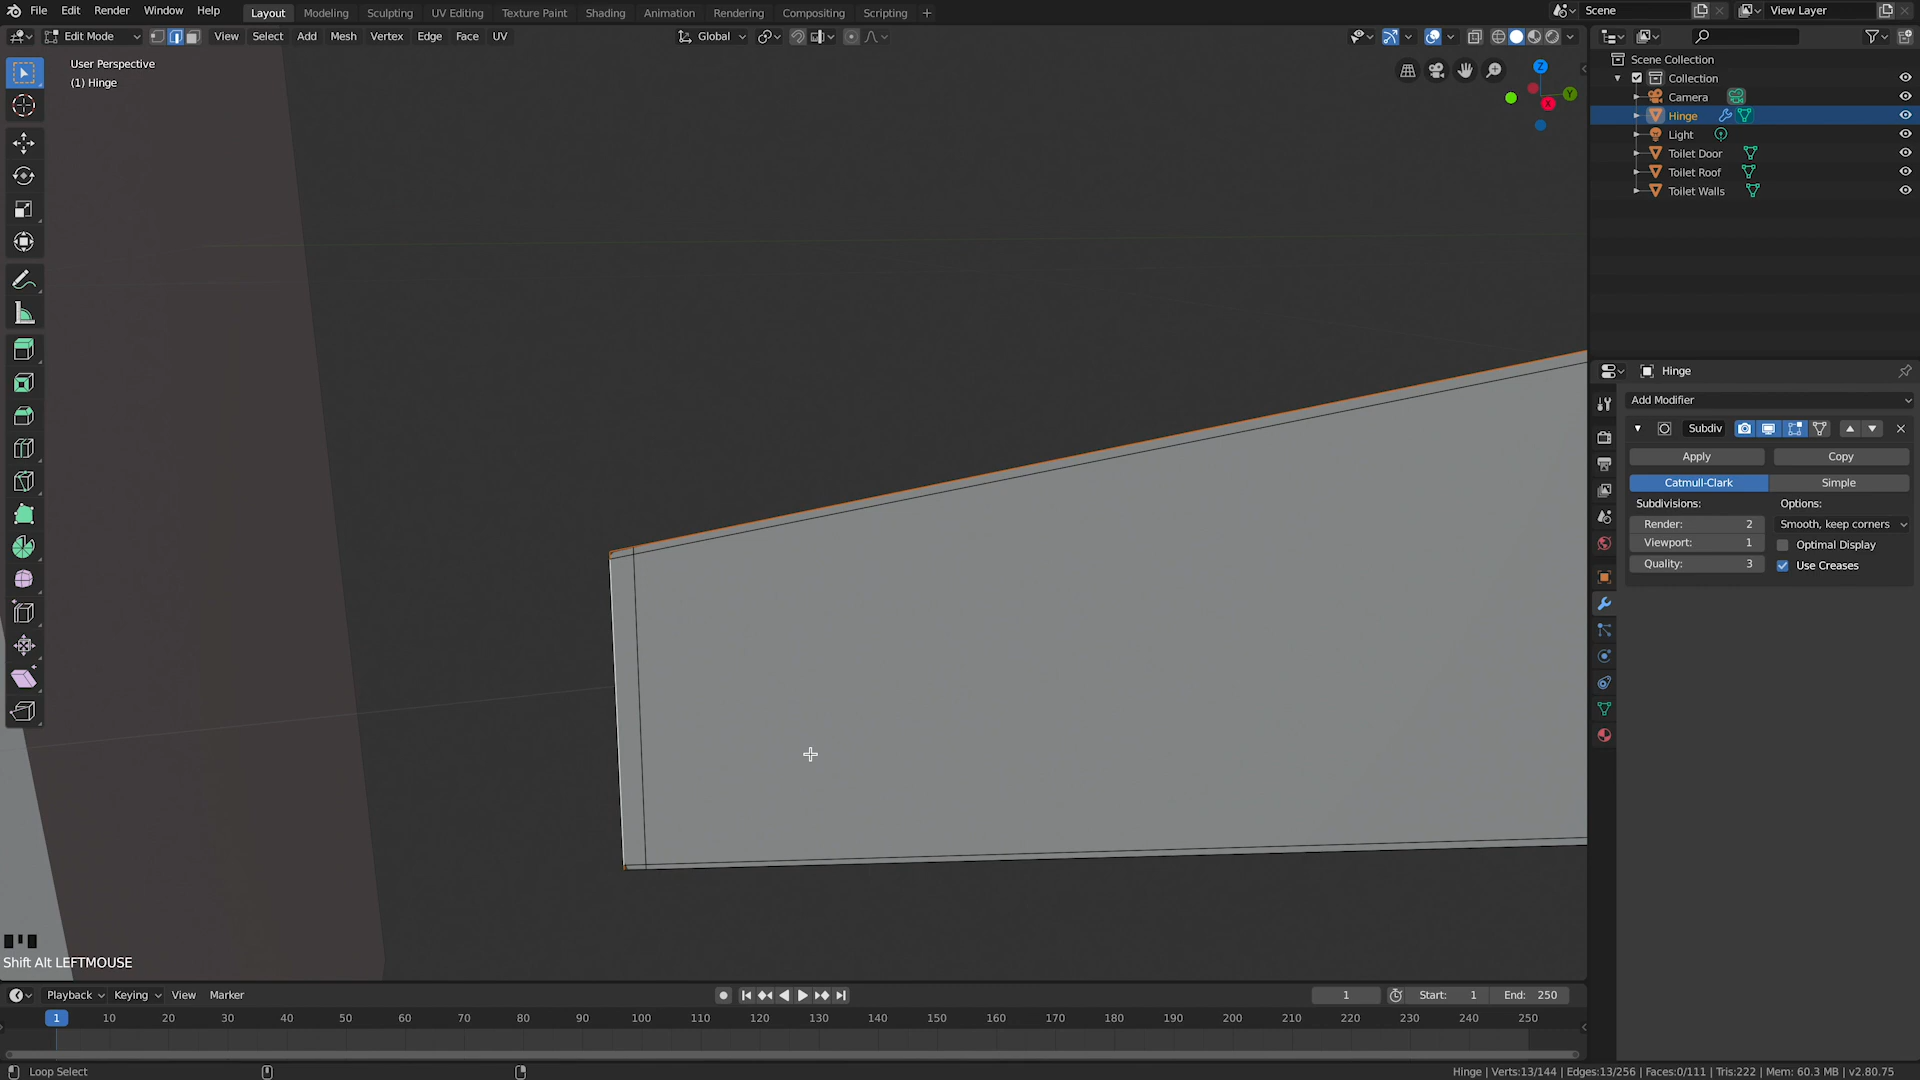 File Edit Render Window Help Layout Modeling Sculpting UV Editing Texture Paint Shading Animation Rendering Compositing Scripting + Scene View Layer
Edit Mode View Select Add Mesh Vertex Edge Face UV Global
User Perspective
(1) Hinge
Z
Y
X
Scene Collection
Collection
Camera
Hinge
Light
Toilet Door
Toilet Roof
Toilet Walls
Hinge
Add Modifier
Subdiv
Apply Copy
Catmull-Clark Simple
Subdivisions: Options:
Render: 2 Smooth, keep corners
Viewport: 1 Optimal Display
Quality: 3 Use Creases
Shift Alt LEFTMOUSE
Playback Keying View Marker 1 Start: 1 End: 250
1 10 20 30 40 50 60 70 80 90 100 110 120 130 140 150 160 170 180 190 200 210 220 230 240 250
Loop Select Hinge | Verts:13/144 | Edges:13/256 | Faces:0/111 | Tris:222 | Mem: 60.3 MB | v2.80.75